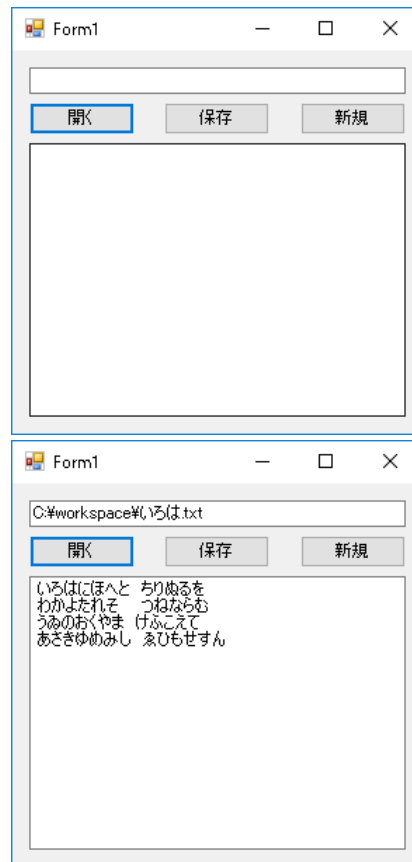 Form1
開く 保存 新規
Form1
C:¥workspace¥いろは.txt
開く 保存 新規
いろはにほへと ちりぬるを
わかよたれそ つねならむ
うゐのおくやま けふこえて
あさきゆめみし ゑひもせすん